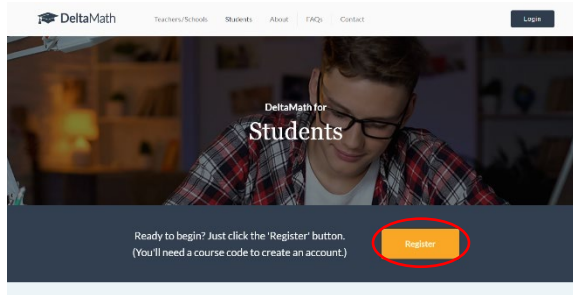 DeltaMath
Teachers/Schools Students About FAQs Contact Login
DeltaMath for
Students
Ready to begin? Just click the 'Register' button.
(You'll need a course code to create an account.)
Register